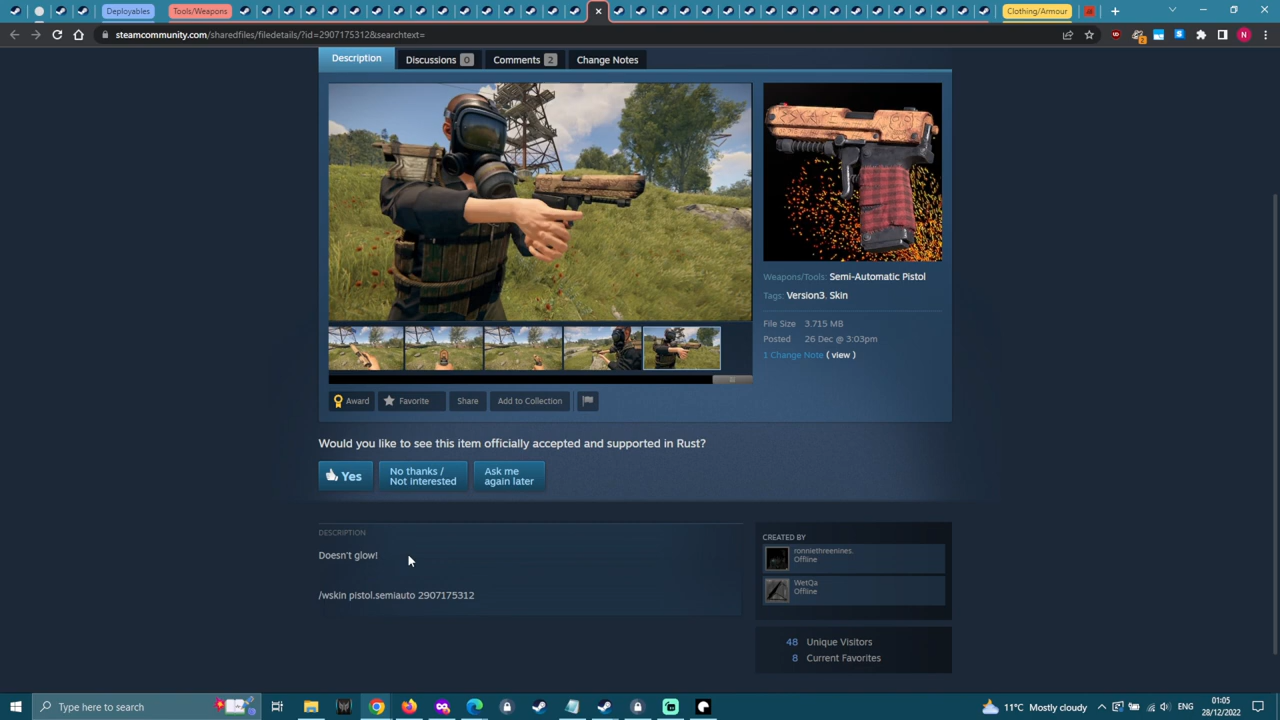 Deployables
Tools/Weapons
Clothing/Armour
steamcommunity.com/sharedfiles/filedetails/?id=2907175312&searchtext=
N
2
Description
Discussions 0
Comments 2
Change Notes
Weapons/Tools: Semi-Automatic Pistol
Tags: Version3, Skin
File Size 3.715 MB
Posted 26 Dec @ 3:03pm
1 Change Note ( view )
Award
Favorite
Share
Add to Collection
Would you like to see this item officially accepted and supported in Rust?
Yes
No thanks /
Not interested
Ask me
again later
DESCRIPTION
Doesn't glow!
/wskin pistol.semiauto 2907175312
CREATED BY
ronniethreenines.
Offline
WetQa
Offline
48 Unique Visitors
8 Current Favorites
Type here to search
11°C Mostly cloudy
ENG
01:05
28/12/2022